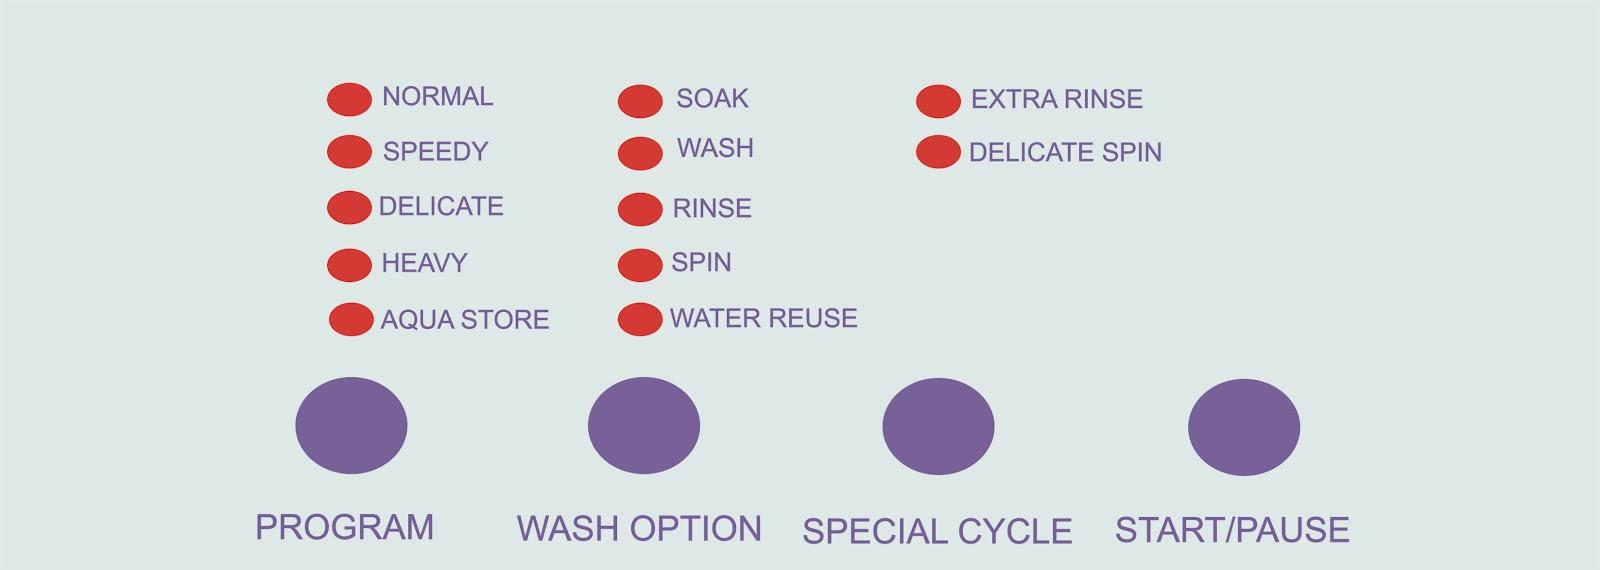 NORMAL
SPEEDY
DELICATE
HEAVY
AQUA STORE
SOAK
WASH
RINSE
SPIN
WATER REUSE
EXTRA RINSE
DELICATE SPIN
PROGRAM
WASH OPTION
SPECIAL CYCLE
START/PAUSE